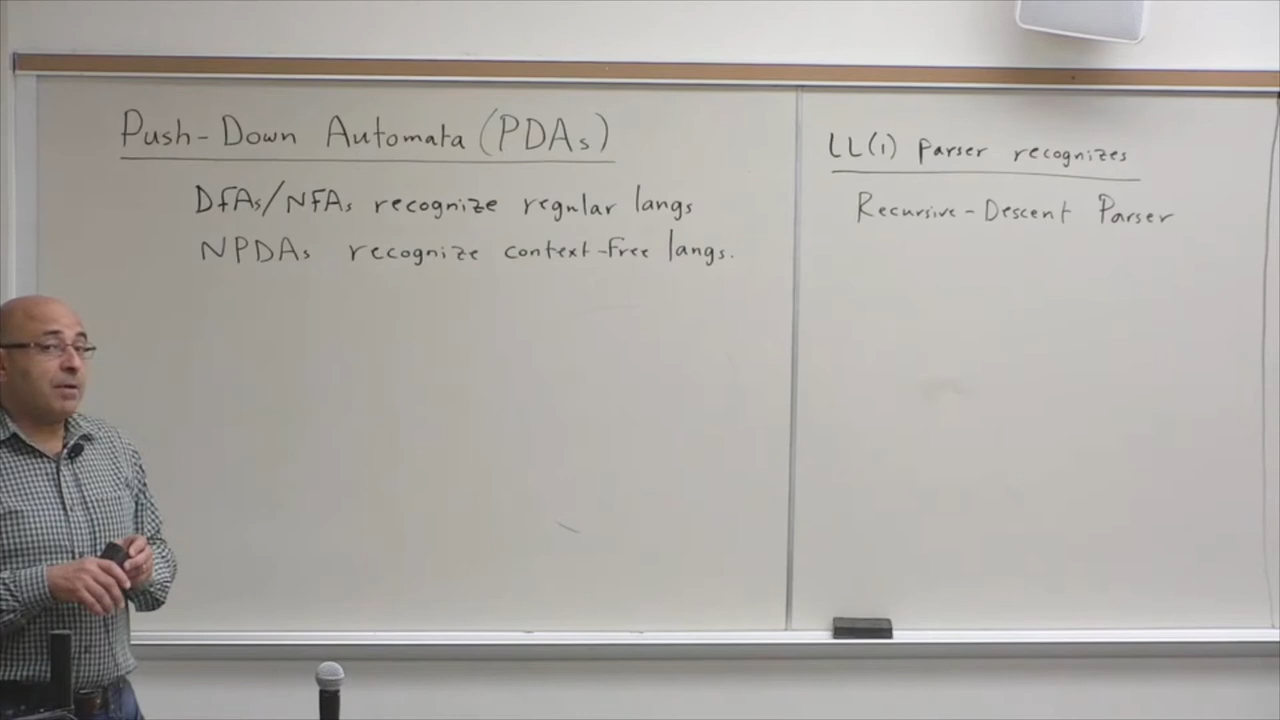 Push-Down Automata (PDAs)
DFAs/NFAs recognize regular langs
NPDAs recognize context-free langs.
LL(1) Parser recognizes
Recursive-Descent Parser